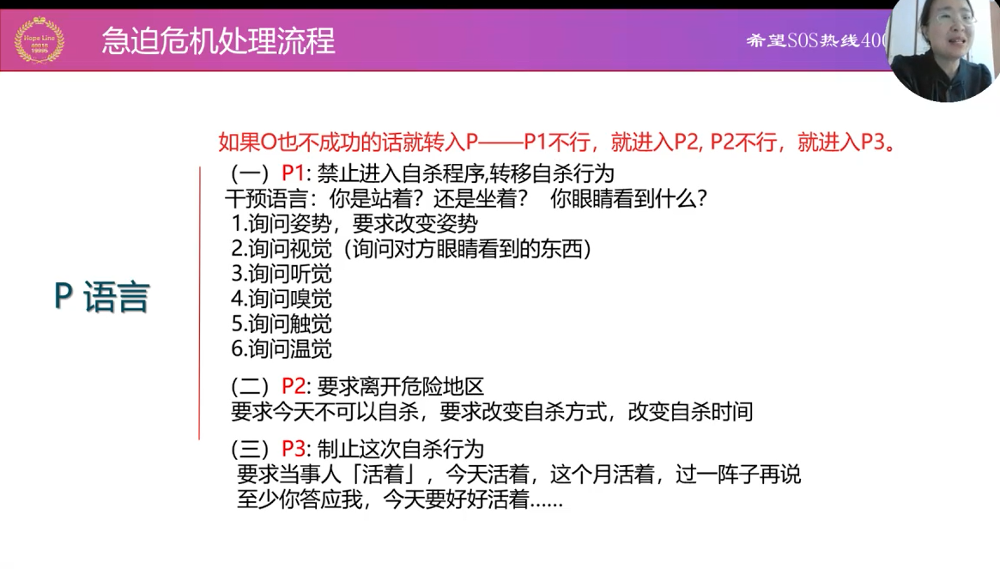 Hope Line
40016
19995
急迫危机处理流程
希望SOS热线400
如果O也不成功的话就转入P——P1不行，就进入P2, P2不行，就进入P3。
（一）P1: 禁止进入自杀程序,转移自杀行为
干预语言：你是站着？还是坐着？ 你眼睛看到什么？
1.询问姿势，要求改变姿势
2.询问视觉（询问对方眼睛看到的东西）
3.询问听觉
4.询问嗅觉
5.询问触觉
6.询问温觉
P 语言
（二）P2: 要求离开危险地区
要求今天不可以自杀，要求改变自杀方式，改变自杀时间
（三）P3: 制止这次自杀行为
要求当事人「活着」，今天活着，这个月活着，过一阵子再说
至少你答应我，今天要好好活着......